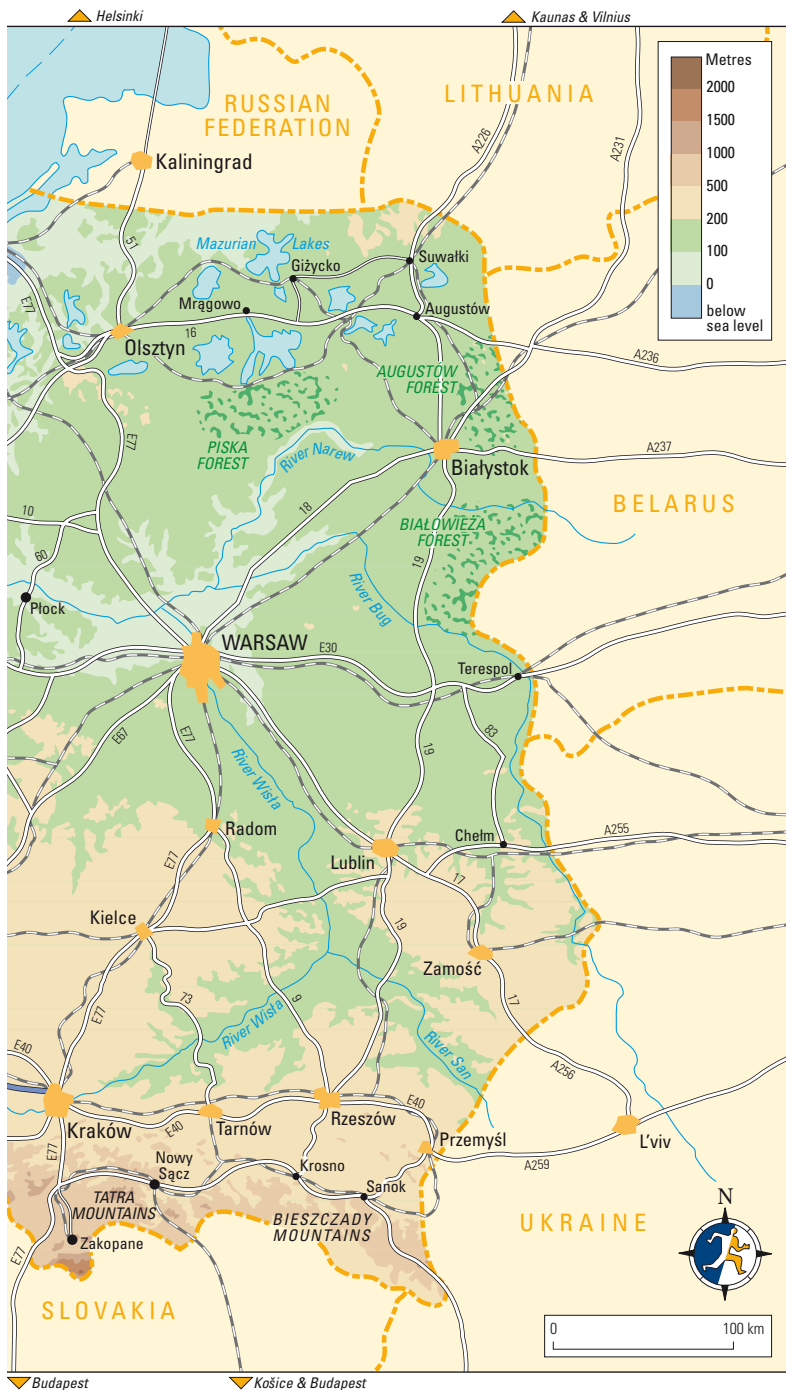 Helsinki
Kaunas & Vilnius
Metres
2000
1500
1000
500
200
100
0
below
sea level
RUSSIAN
FEDERATION
LITHUANIA
A226
A231
Kaliningrad
51
Mazurian Lakes
Suwałki
Giżycko
Mrągowo
Augustów
E77
16
Olsztyn
A236
AUGUSTÓW
FOREST
PISKA
FOREST
E77
River Narew
Białystok
A237
BELARUS
10
18
BIAŁOWIEŻA
FOREST
60
19
Płock
River Bug
WARSAW
E30
Terespol
E67
E77
River Wisła
19
83
Radom
Chełm
A255
Lublin
E77
17
Kielce
19
Zamość
73
9
17
E77
River Wisła
River San
E40
A256
Kraków
E40
Tarnów
Rzeszów
E40
Przemyśl
L'viv
E77
A259
Nowy
Sącz
Krosno
Sanok
TATRA
MOUNTAINS
BIESZCZADY
MOUNTAINS
N
UKRAINE
Zakopane
E77
SLOVAKIA
0
100 km
Budapest
Košice & Budapest